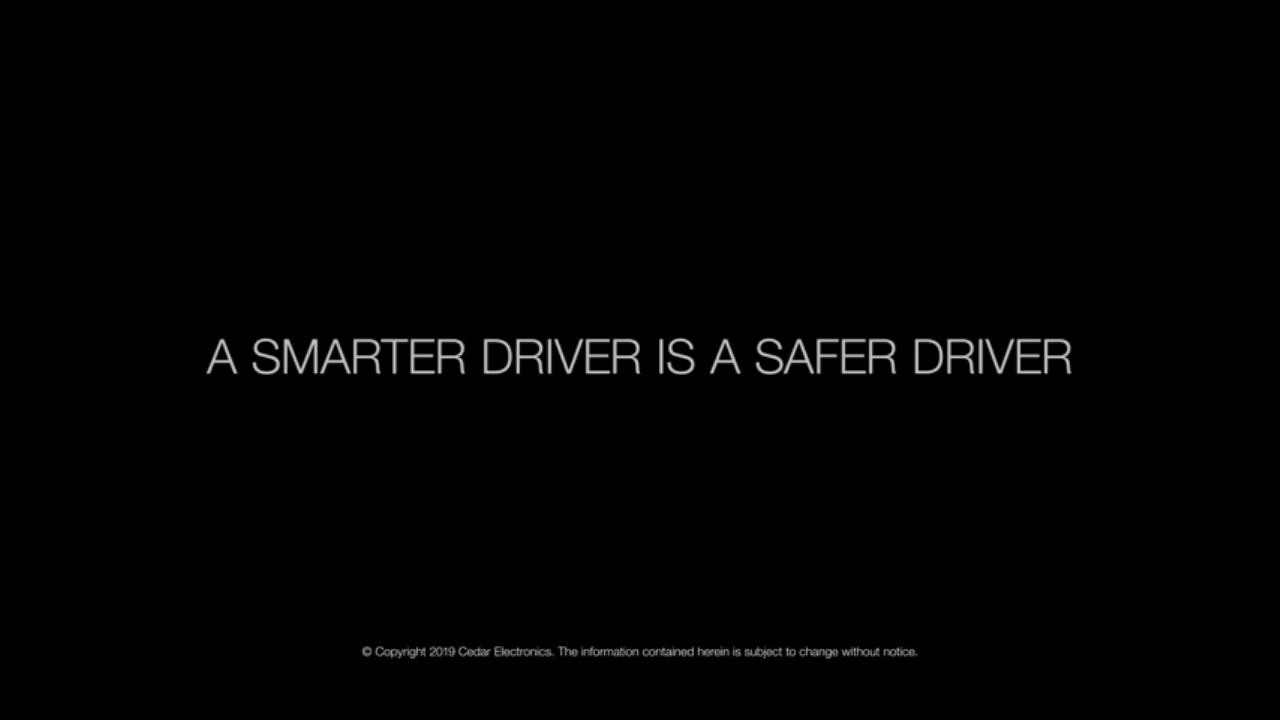 A SMARTER DRIVER IS A SAFER DRIVER
© Copyright 2019 Cedar Electronics. The information contained herein is subject to change without notice.